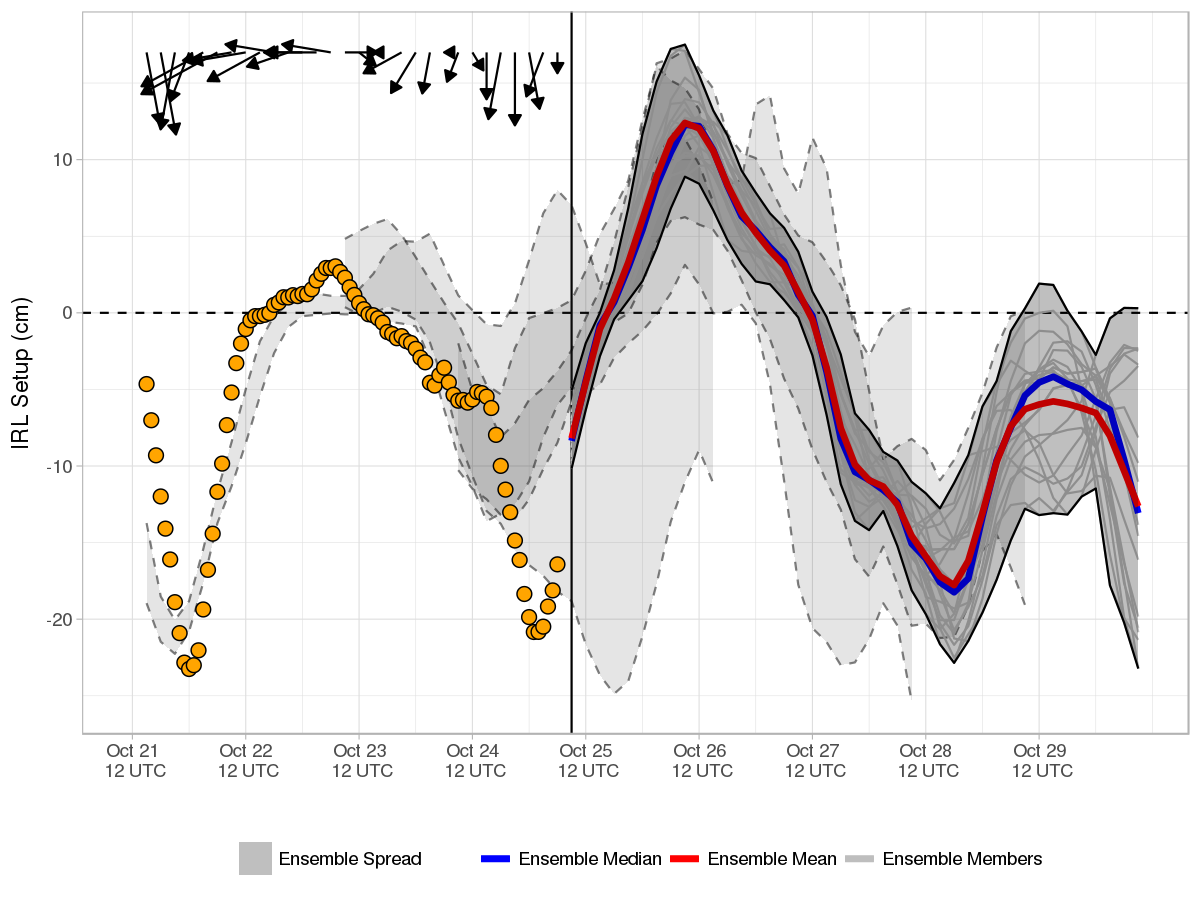 IRL Setup (cm)
10
0
-10
-20
Oct 21 Oct 22 Oct 23 Oct 24 Oct 25 Oct 26 Oct 27 Oct 28 Oct 29
12 UTC 12 UTC 12 UTC 12 UTC 12 UTC 12 UTC 12 UTC 12 UTC 12 UTC
Ensemble Spread Ensemble Median Ensemble Mean Ensemble Members